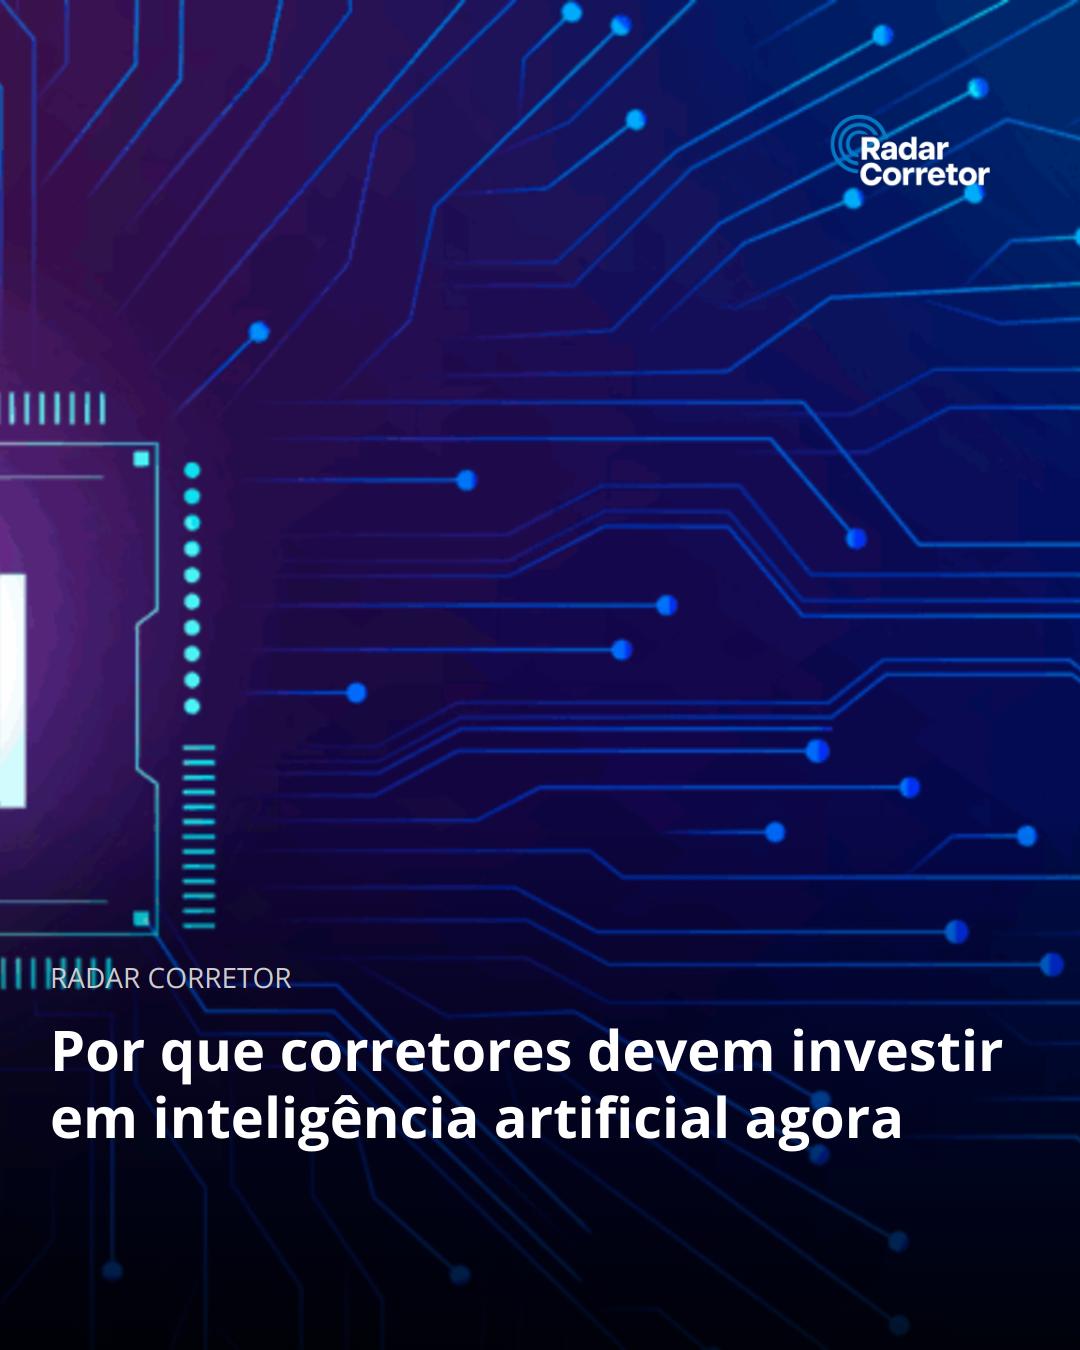 Radar
Corretor
RADAR CORRETOR
Por que corretores devem investir
em inteligência artificial agora